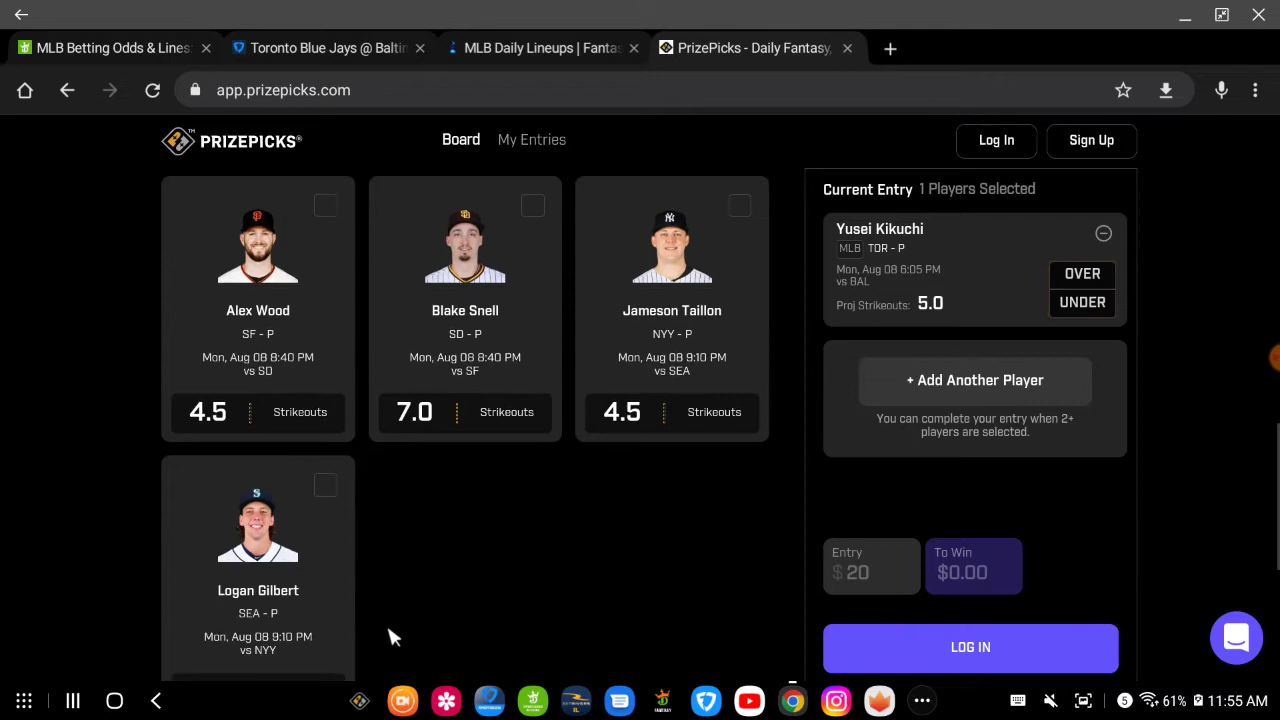 MLB Betting Odds & Lines
Toronto Blue Jays @ Balti
MLB Daily Lineups | Fanta
PrizePicks - Daily Fantasy,
app.prizepicks.com
PRIZEPICKS®
Board
My Entries
Log In
Sign Up
Alex Wood
SF - P
Mon, Aug 08 8:40 PM
vs SD
4.5
Strikeouts
Blake Snell
SD - P
Mon, Aug 08 8:40 PM
vs SF
7.0
Strikeouts
Jameson Taillon
NYY - P
Mon, Aug 08 9:10 PM
vs SEA
4.5
Strikeouts
Logan Gilbert
SEA - P
Mon, Aug 08 9:10 PM
vs NYY
Current Entry 1 Players Selected
Yusei Kikuchi
MLB TOR - P
Mon, Aug 08 6:05 PM
vs BAL
Proj Strikeouts: 5.0
OVER
UNDER
+ Add Another Player
You can complete your entry when 2+
players are selected.
Entry
$ 20
To Win
$0.00
LOG IN
5
61%
11:55 AM